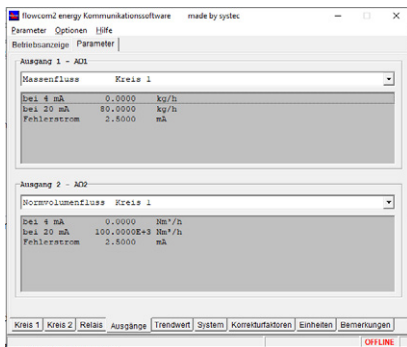 flowcom2 energy Kommunikationssoftware made by systec
Parameter Optionen Hilfe
Betriebsanzeige Parameter
Ausgang 1 - AO1
Massenfluss Kreis 1
bei 4 mA 0.0000 kg/h
bei 20 mA 80.0000 kg/h
Fehlerstrom 2.5000 mA
Ausgang 2 - AO2
Normvolumenfluss Kreis 1
bei 4 mA 0.0000 Nm³/h
bei 20 mA 100.0000E+3 Nm³/h
Fehlerstrom 2.5000 mA
Kreis 1 Kreis 2 Relais Ausgänge Trendwert System Korrekturfaktoren Einheiten Bemerkungen
OFFLINE